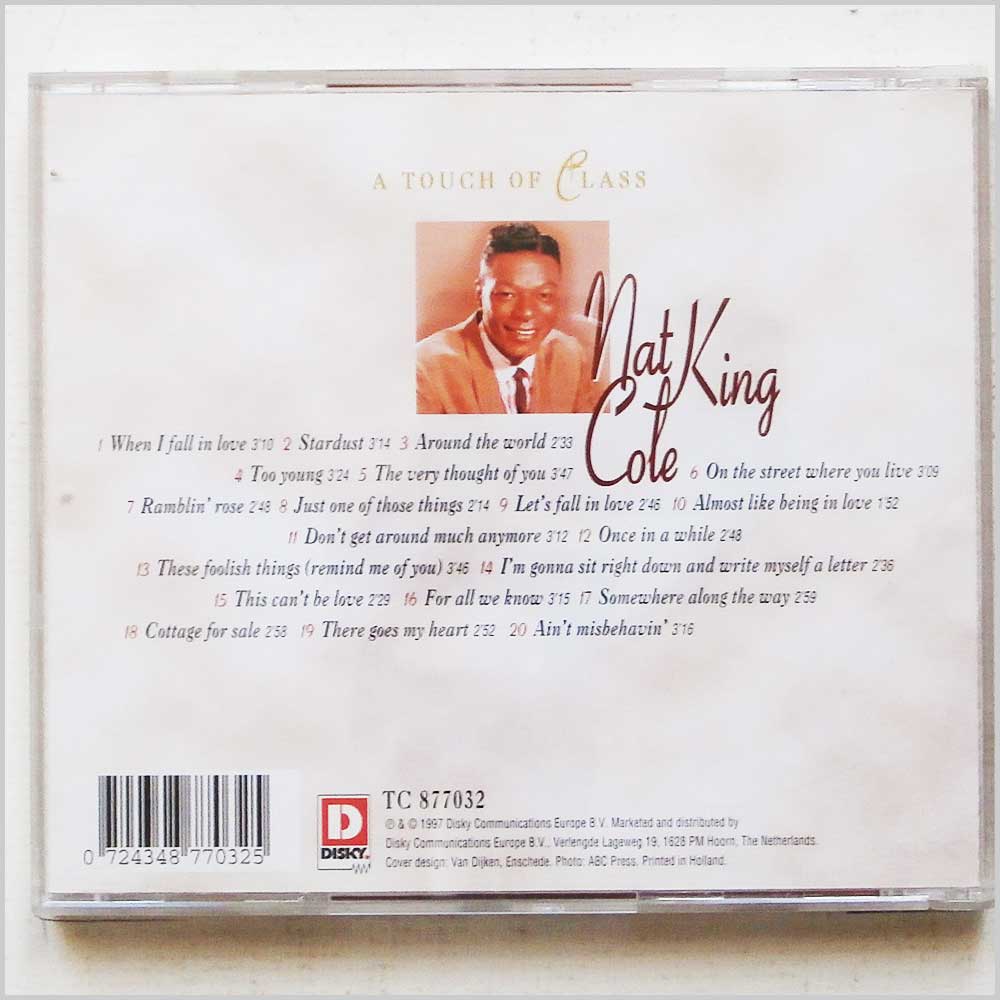 A TOUCH OF CLASS
Nat King
Cole
1 When I fall in love 3'10 2 Stardust 3'14 3 Around the world 2'33
4 Too young 3'24 5 The very thought of you 3'47 6 On the street where you live 3'09
7 Ramblin' rose 2'48 8 Just one of those things 2'14 9 Let's fall in love 2'46 10 Almost like being in love 1'52
11 Don't get around much anymore 3'12 12 Once in a while 2'48
13 These foolish things (remind me of you) 3'46 14 I'm gonna sit right down and write myself a letter 2'36
15 This can't be love 2'29 16 For all we know 3'15 17 Somewhere along the way 2'59
18 Cottage for sale 2'58 19 There goes my heart 2'52 20 Ain't misbehavin' 3'16
0 724348 770325
D
DISKY.
TC 877032
℗ & © 1997 Disky Communications Europe B.V. Marketed and distributed by
Disky Communications Europe B.V., Verlengde Lageweg 19, 1628 PM Hoorn, The Netherlands.
Cover design: Van Dijken, Enschede. Photo: ABC Press. Printed in Holland.